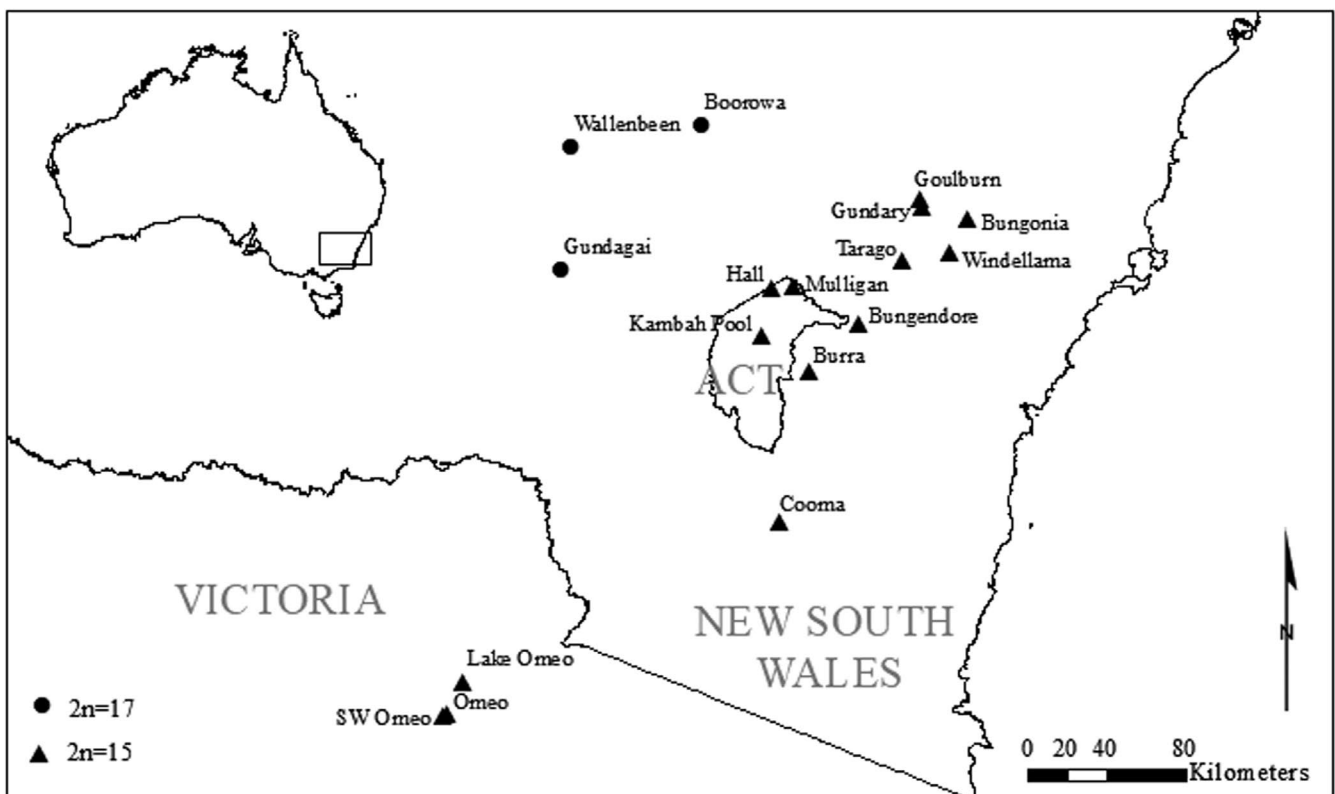 Boorowa
Wallenbeen
Goulburn
Gundary
Bungonia
Gundagai
Tarago
Windellama
Hall
Mulligan
Kambah Pool
Bungendore
Burra
ACT
Cooma
VICTORIA
NEW SOUTH
WALES
N
Lake Omeo
Omeo
SW Omeo
2n=17
2n=15
0 20 40 80
Kilometers